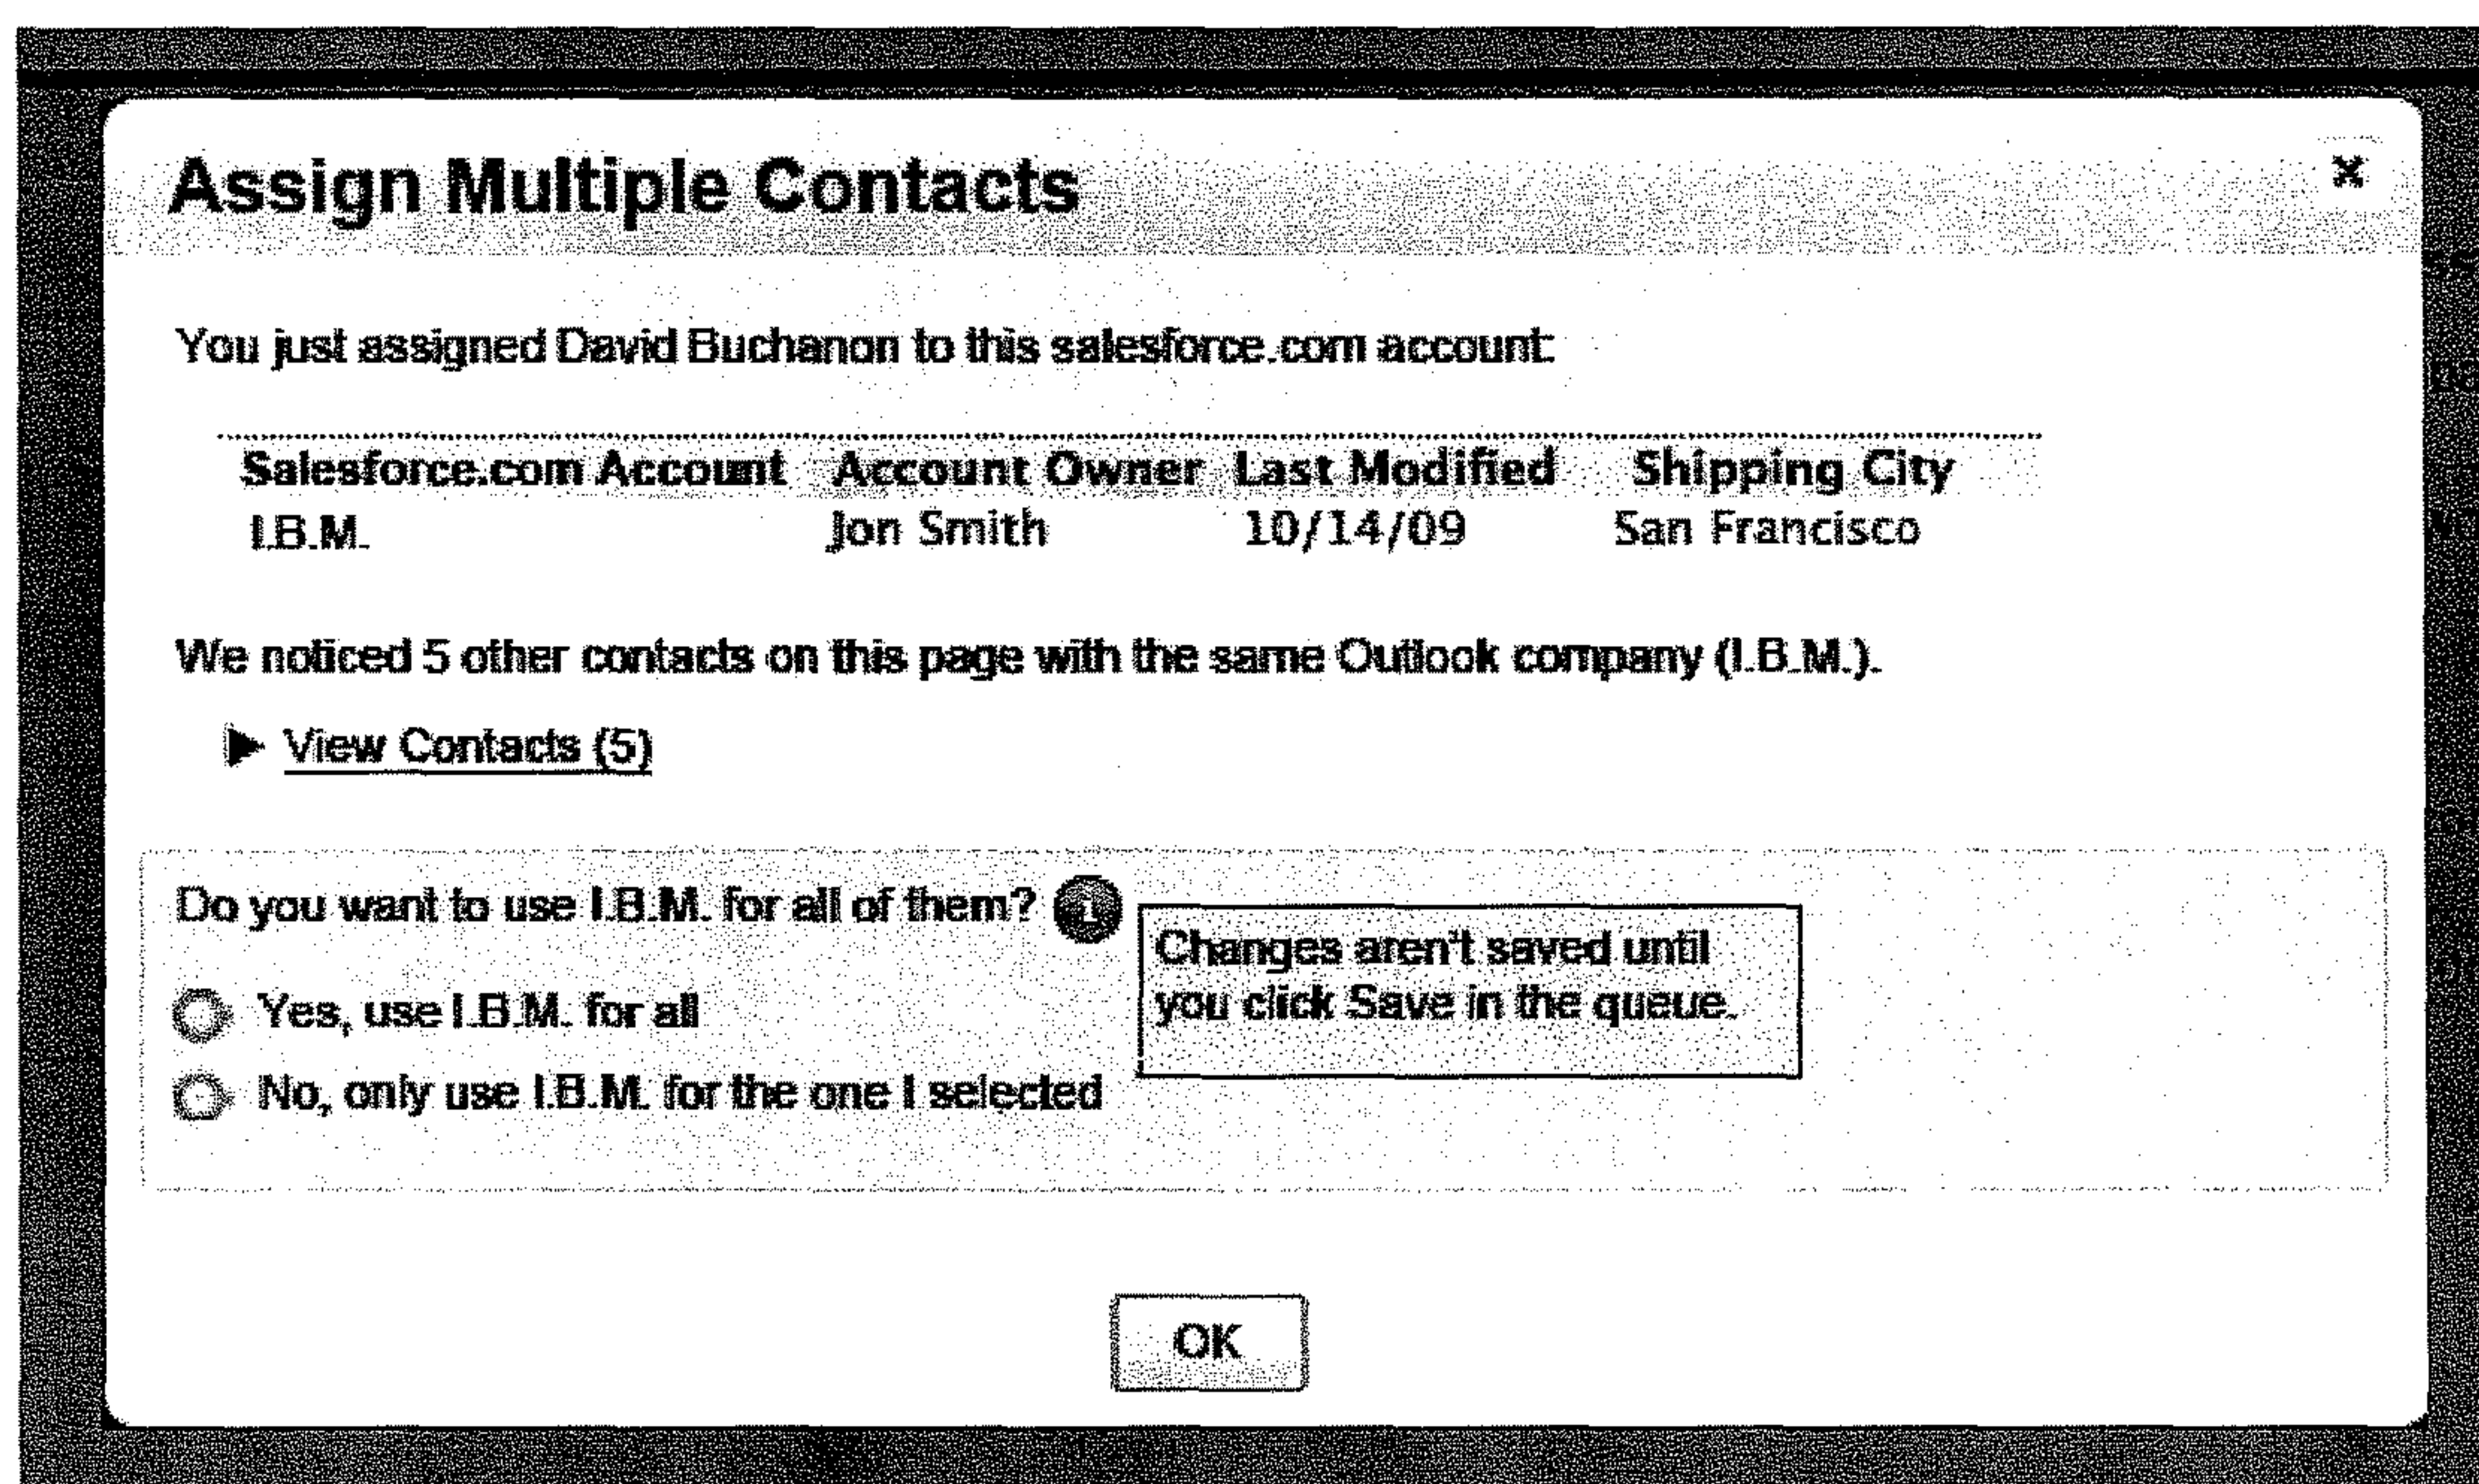 Assign Multiple Contacts
You just assigned David Buchanon to this salesforce.com account:
Salesforce.com Account Account Owner Last Modified Shipping City
I.B.M. Jon Smith 10/14/09 San Francisco
We noticed 5 other contacts on this page with the same Outlook company (I.B.M.).
View Contacts (5)
Do you want to use I.B.M. for all of them? i
Changes aren't saved until
you click Save in the queue.
Yes, use I.B.M. for all
No, only use I.B.M. for the one I selected
OK